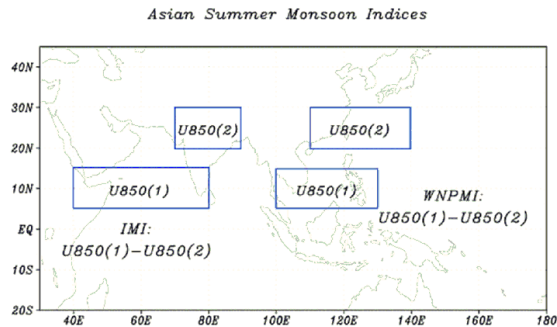 Asian Summer Monsoon Indices
40N
30N
20N
10N
EQ
10S
20S
U850(2)
U850(2)
U850(1)
U850(1)
IMI:
U850(1)−U850(2)
WNPMI:
U850(1)−U850(2)
40E
60E
80E
100E
120E
140E
160E
180